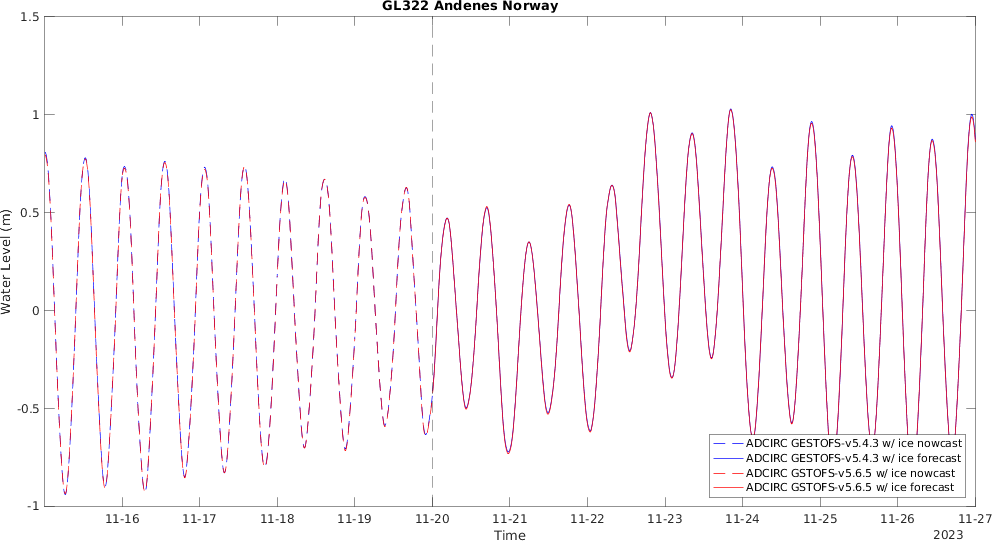 GL322 Andenes Norway
1.5
1
0.5
0
-0.5
-1
Water Level (m)
11-16 11-17 11-18 11-19 11-20 11-21 11-22 11-23 11-24 11-25 11-26 11-27
Time
2023
ADCIRC GESTOFS-v5.4.3 w/ ice nowcast
ADCIRC GESTOFS-v5.4.3 w/ ice forecast
ADCIRC GSTOFS-v5.6.5 w/ ice nowcast
ADCIRC GSTOFS-v5.6.5 w/ ice forecast